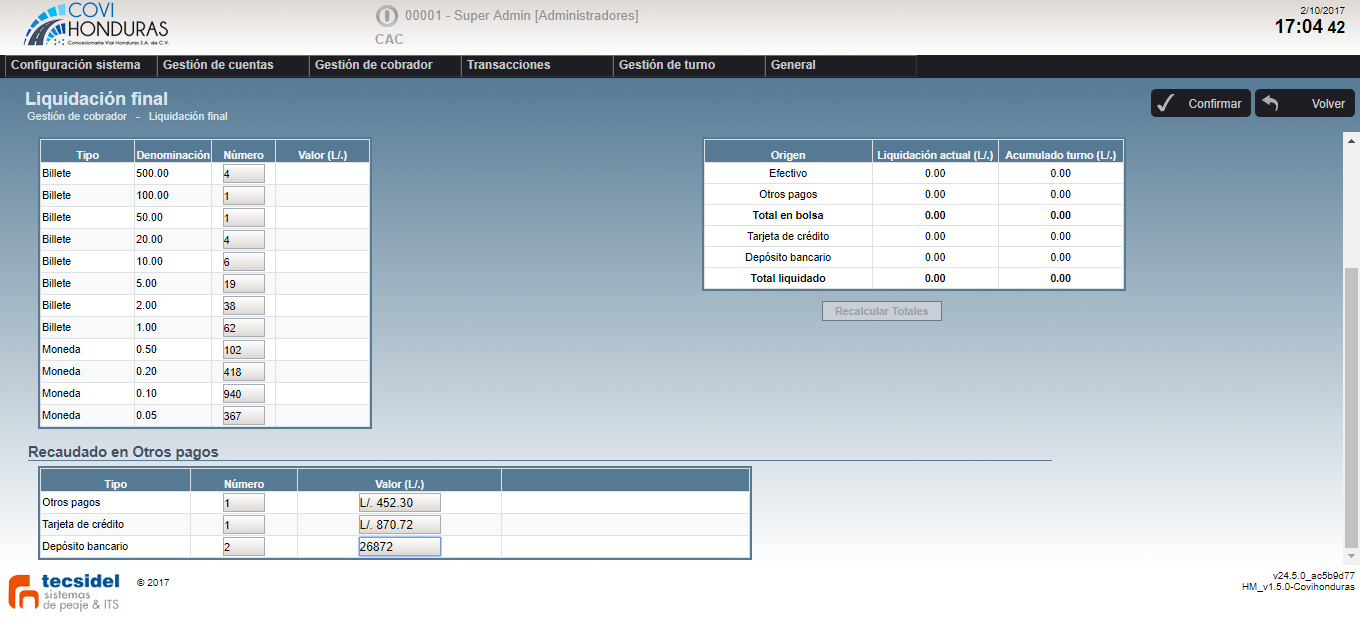 COVI
HONDURAS
Concesionaria Vial Honduras S.A. de C.V.
00001 - Super Admin [Administradores]
CAC
2/10/2017
17:04 42
Configuración sistema Gestión de cuentas Gestión de cobrador Transacciones Gestión de turno General
Liquidación final
Gestión de cobrador - Liquidación final
Confirmar Volver
Tipo Denominación Número Valor (L/.)
Billete 500.00 4
Billete 100.00 1
Billete 50.00 1
Billete 20.00 4
Billete 10.00 6
Billete 5.00 19
Billete 2.00 38
Billete 1.00 62
Moneda 0.50 102
Moneda 0.20 418
Moneda 0.10 940
Moneda 0.05 367
Origen Liquidación actual (L/.) Acumulado turno (L/.)
Efectivo 0.00 0.00
Otros pagos 0.00 0.00
Total en bolsa 0.00 0.00
Tarjeta de crédito 0.00 0.00
Depósito bancario 0.00 0.00
Total liquidado 0.00 0.00
Recalcular Totales
Recaudado en Otros pagos
Tipo Número Valor (L/.)
Otros pagos 1 L/. 452.30
Tarjeta de crédito 1 L/. 870.72
Depósito bancario 2 26872
tecsidel
sistemas
de peaje & ITS
© 2017
v24.5.0_ac5b9d77
HM_v1.5.0-Covihonduras